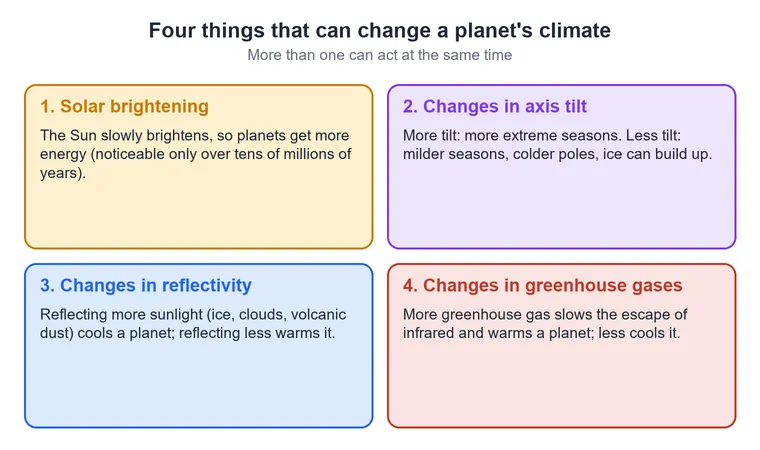 Four things that can change a planet's climate
More than one can act at the same time
1. Solar brightening
The Sun slowly brightens, so planets get more
energy (noticeable only over tens of millions of
years).
2. Changes in axis tilt
More tilt: more extreme seasons. Less tilt:
milder seasons, colder poles, ice can build up.
3. Changes in reflectivity
Reflecting more sunlight (ice, clouds, volcanic
dust) cools a planet; reflecting less warms it.
4. Changes in greenhouse gases
More greenhouse gas slows the escape of
infrared and warms a planet; less cools it.